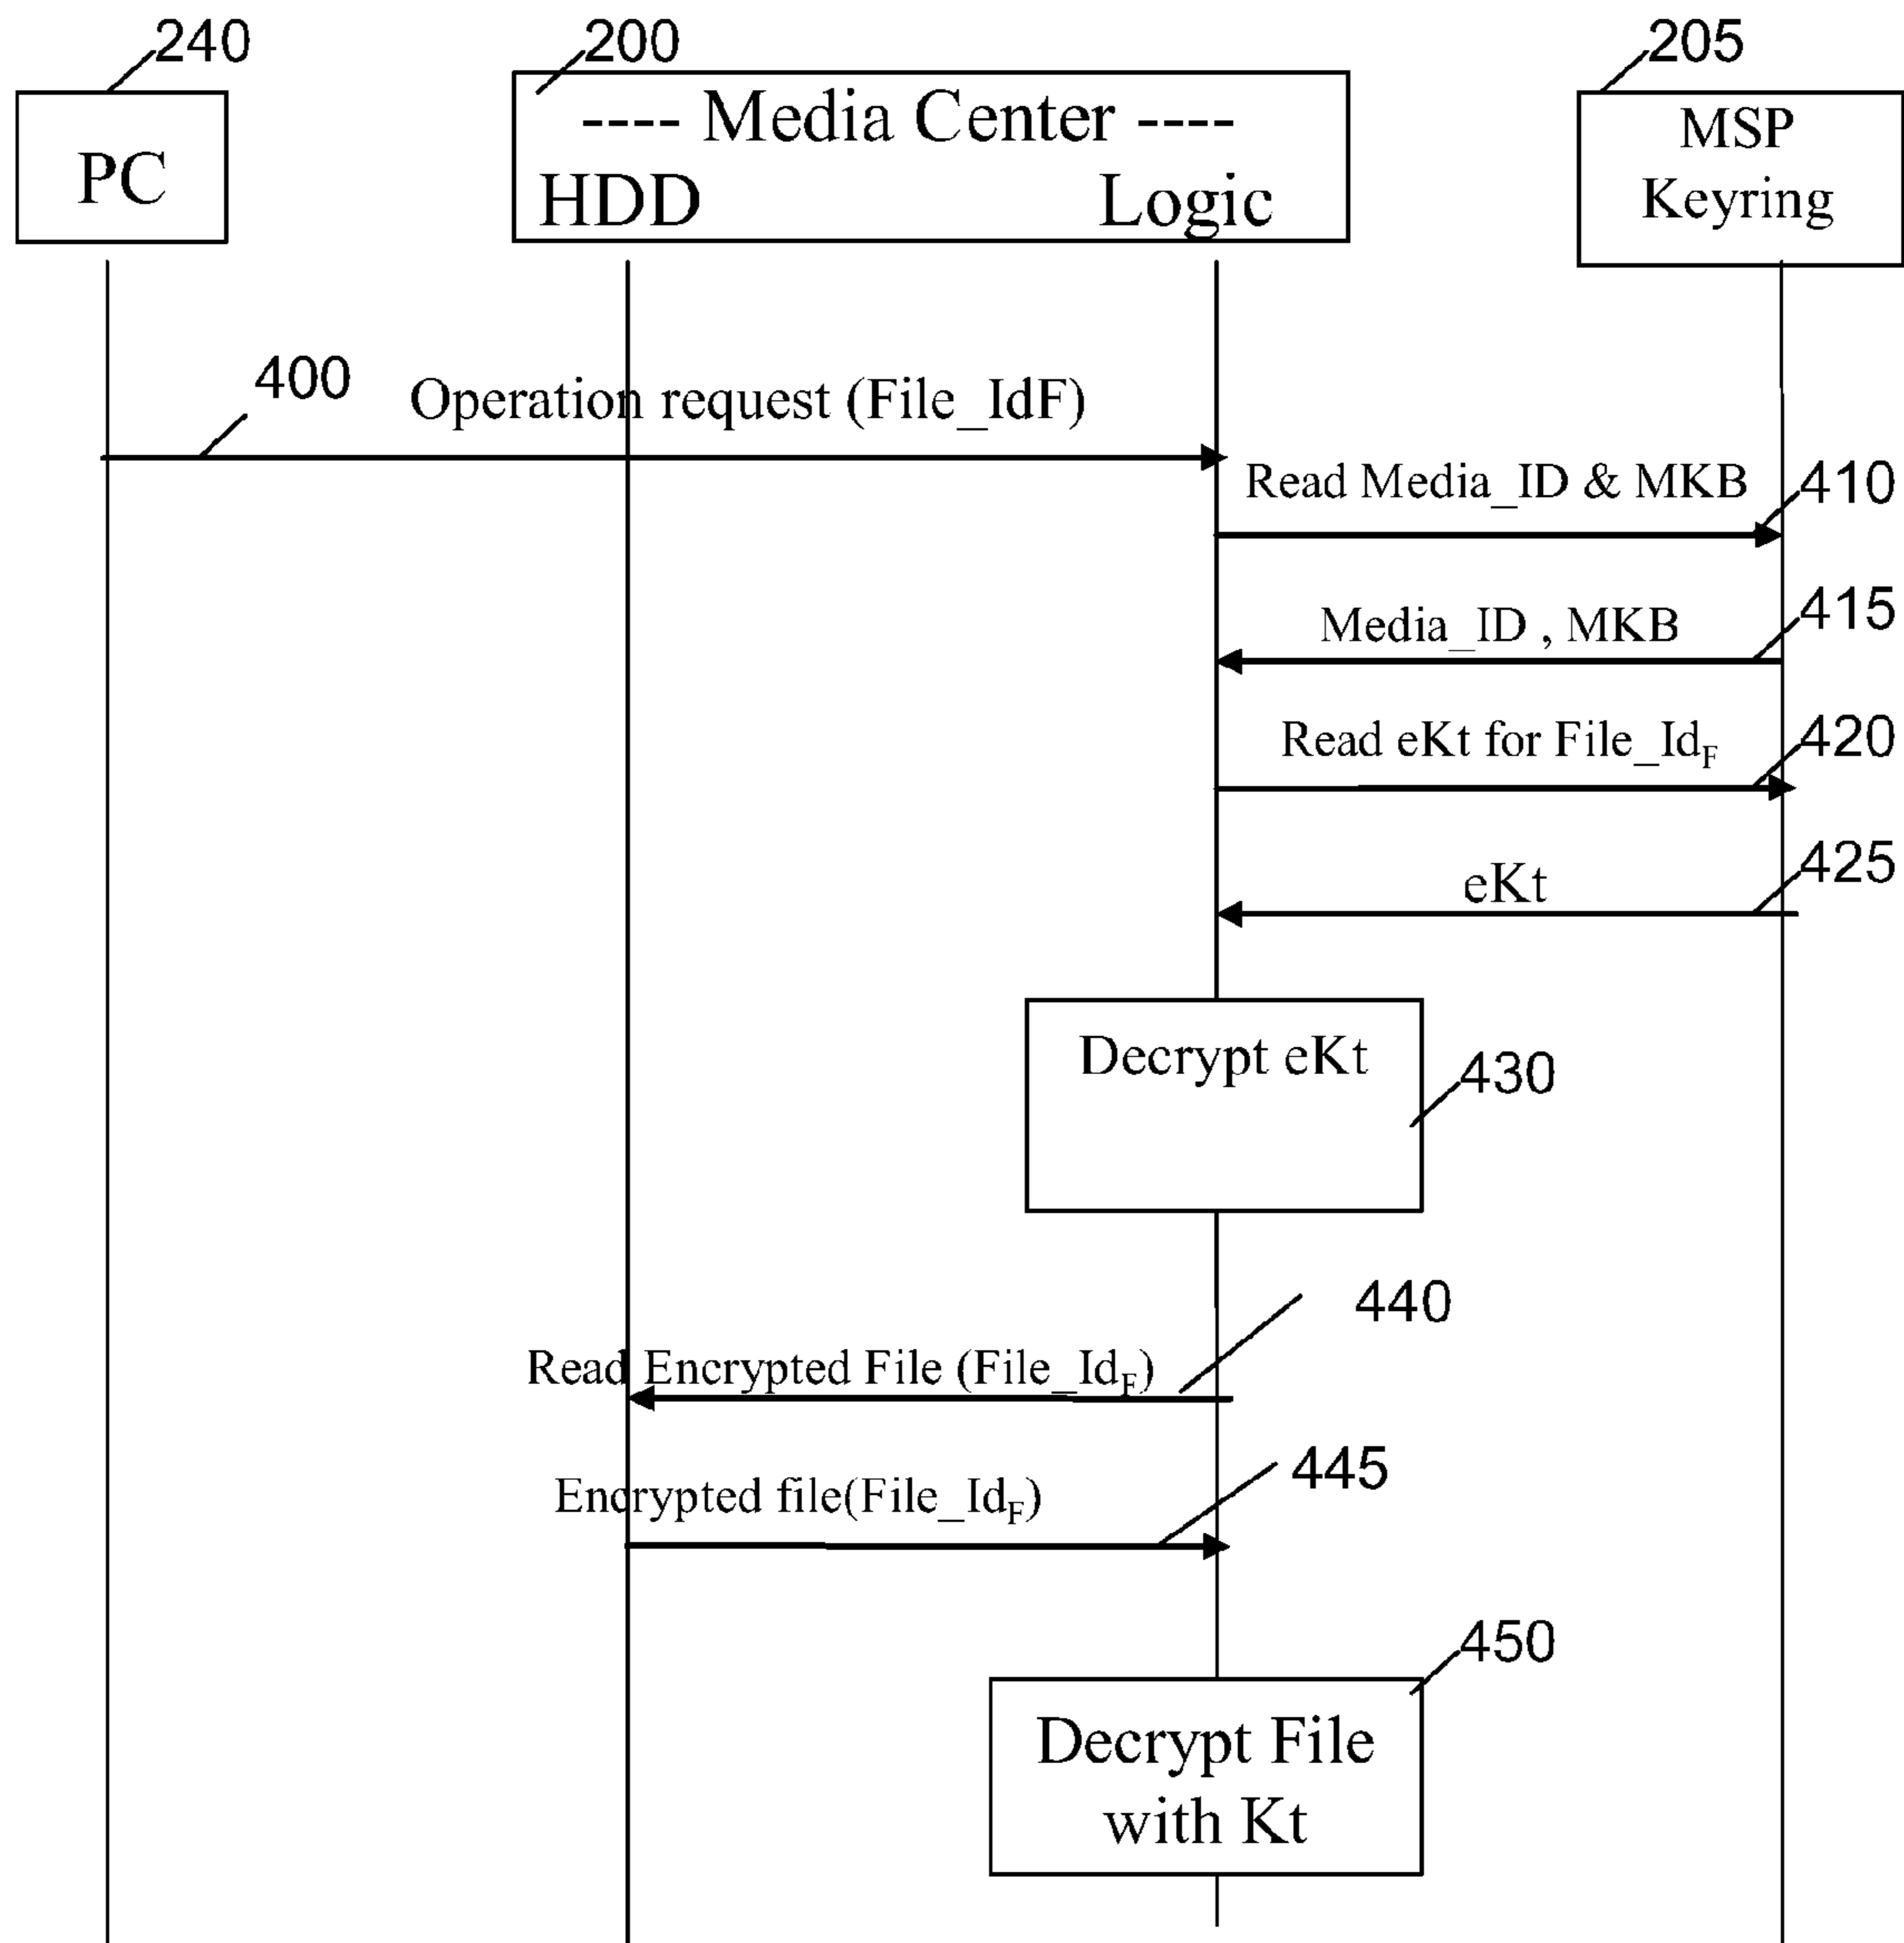 240
200
205
PC
---- Media Center ----
HDD Logic
MSP
Keyring
400
Operation request (File_IdF)
Read Media_ID & MKB
410
Media_ID , MKB
415
Read eKt for File_IdF
420
eKt
425
Decrypt eKt
430
440
Read Encrypted File (File_IdF)
445
Encrypted file(File_IdF)
450
Decrypt File
with Kt